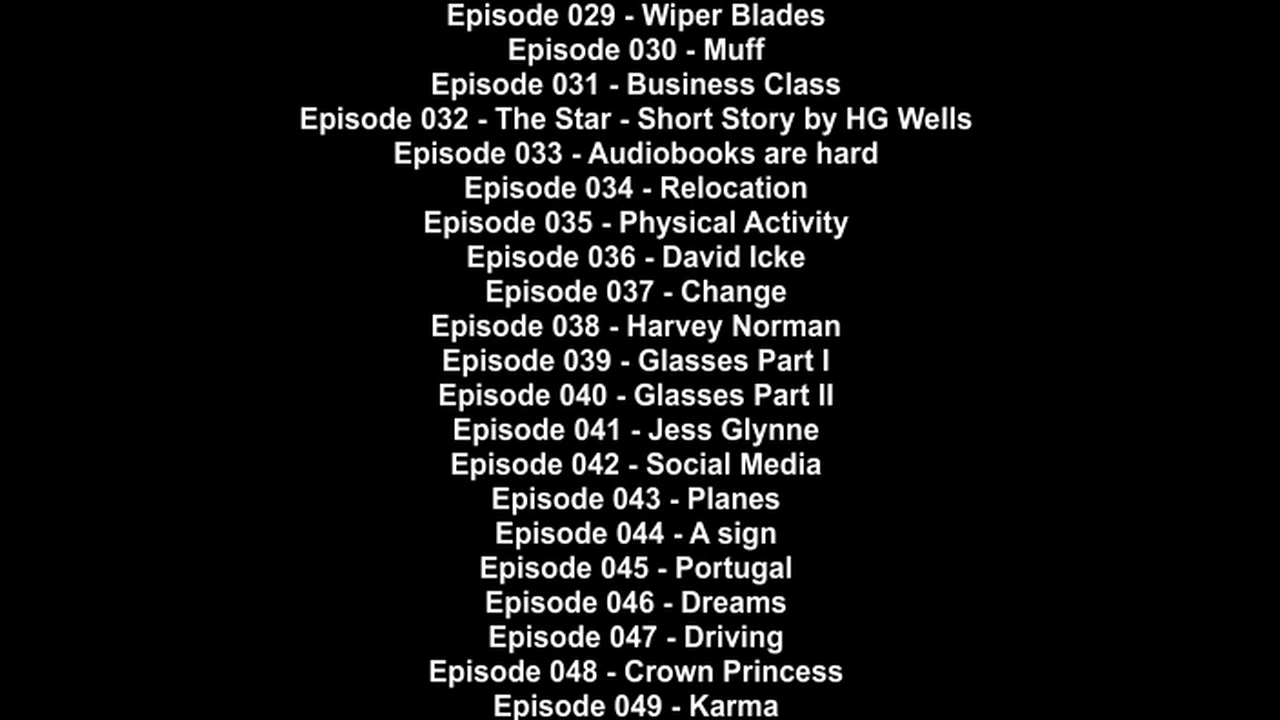 Episode 029 - Wiper Blades
Episode 030 - Muff
Episode 031 - Business Class
Episode 032 - The Star - Short Story by HG Wells
Episode 033 - Audiobooks are hard
Episode 034 - Relocation
Episode 035 - Physical Activity
Episode 036 - David Icke
Episode 037 - Change
Episode 038 - Harvey Norman
Episode 039 - Glasses Part I
Episode 040 - Glasses Part II
Episode 041 - Jess Glynne
Episode 042 - Social Media
Episode 043 - Planes
Episode 044 - A sign
Episode 045 - Portugal
Episode 046 - Dreams
Episode 047 - Driving
Episode 048 - Crown Princess
Episode 049 - Karma